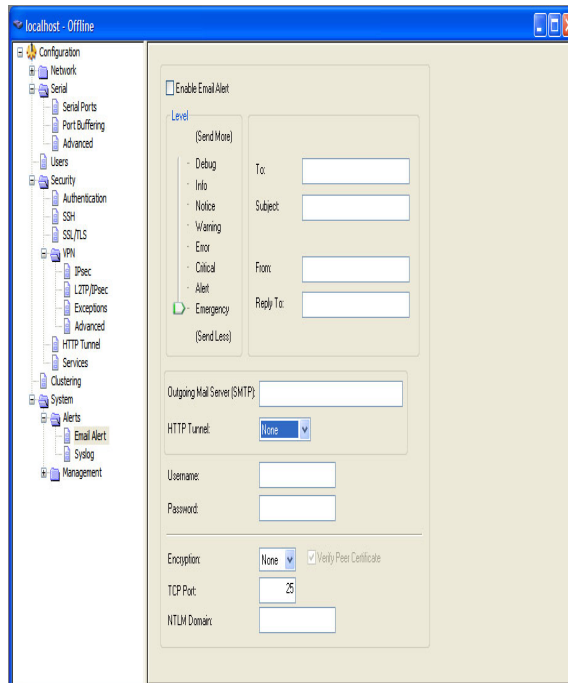 localhost - Offline
Configuration
Network
Serial
Serial Ports
Port Buffering
Advanced
Users
Security
Authentication
SSH
SSL/TLS
VPN
IPsec
L2TP/IPsec
Exceptions
Advanced
HTTP Tunnel
Services
Clustering
System
Alerts
Email Alert
Syslog
Management
Enable Email Alert
Level
(Send More)
Debug
Info
Notice
Warning
Error
Critical
Alert
Emergency
(Send Less)
To:
Subject:
From:
Reply To:
Outgoing Mail Server (SMTP):
HTTP Tunnel: None
Username:
Password:
Encryption: None Verify Peer Certificate
TCP Port: 25
NTLM Domain: